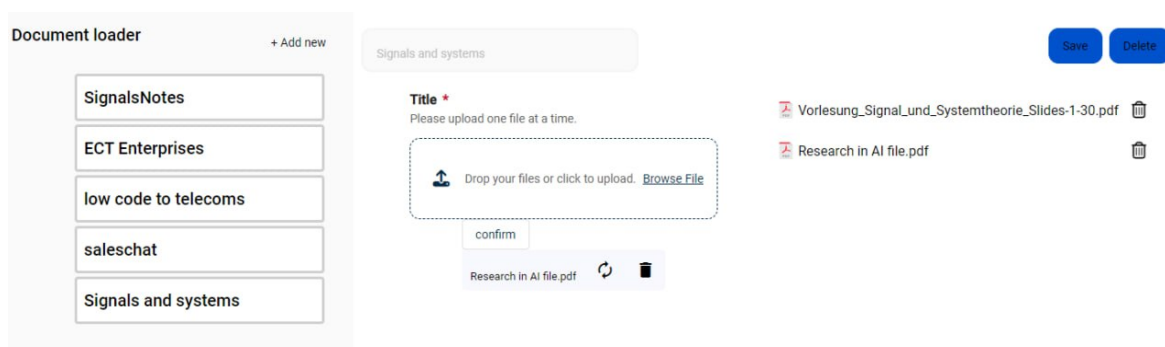 Document loader
+ Add new
SignalsNotes
ECT Enterprises
low code to telecoms
saleschat
Signals and systems
Signals and systems
Title *
Please upload one file at a time.
Drop your files or click to upload. Browse File
confirm
Research in AI file.pdf
Save
Delete
Vorlesung_Signal_und_Systemtheorie_Slides-1-30.pdf
Research in AI file.pdf